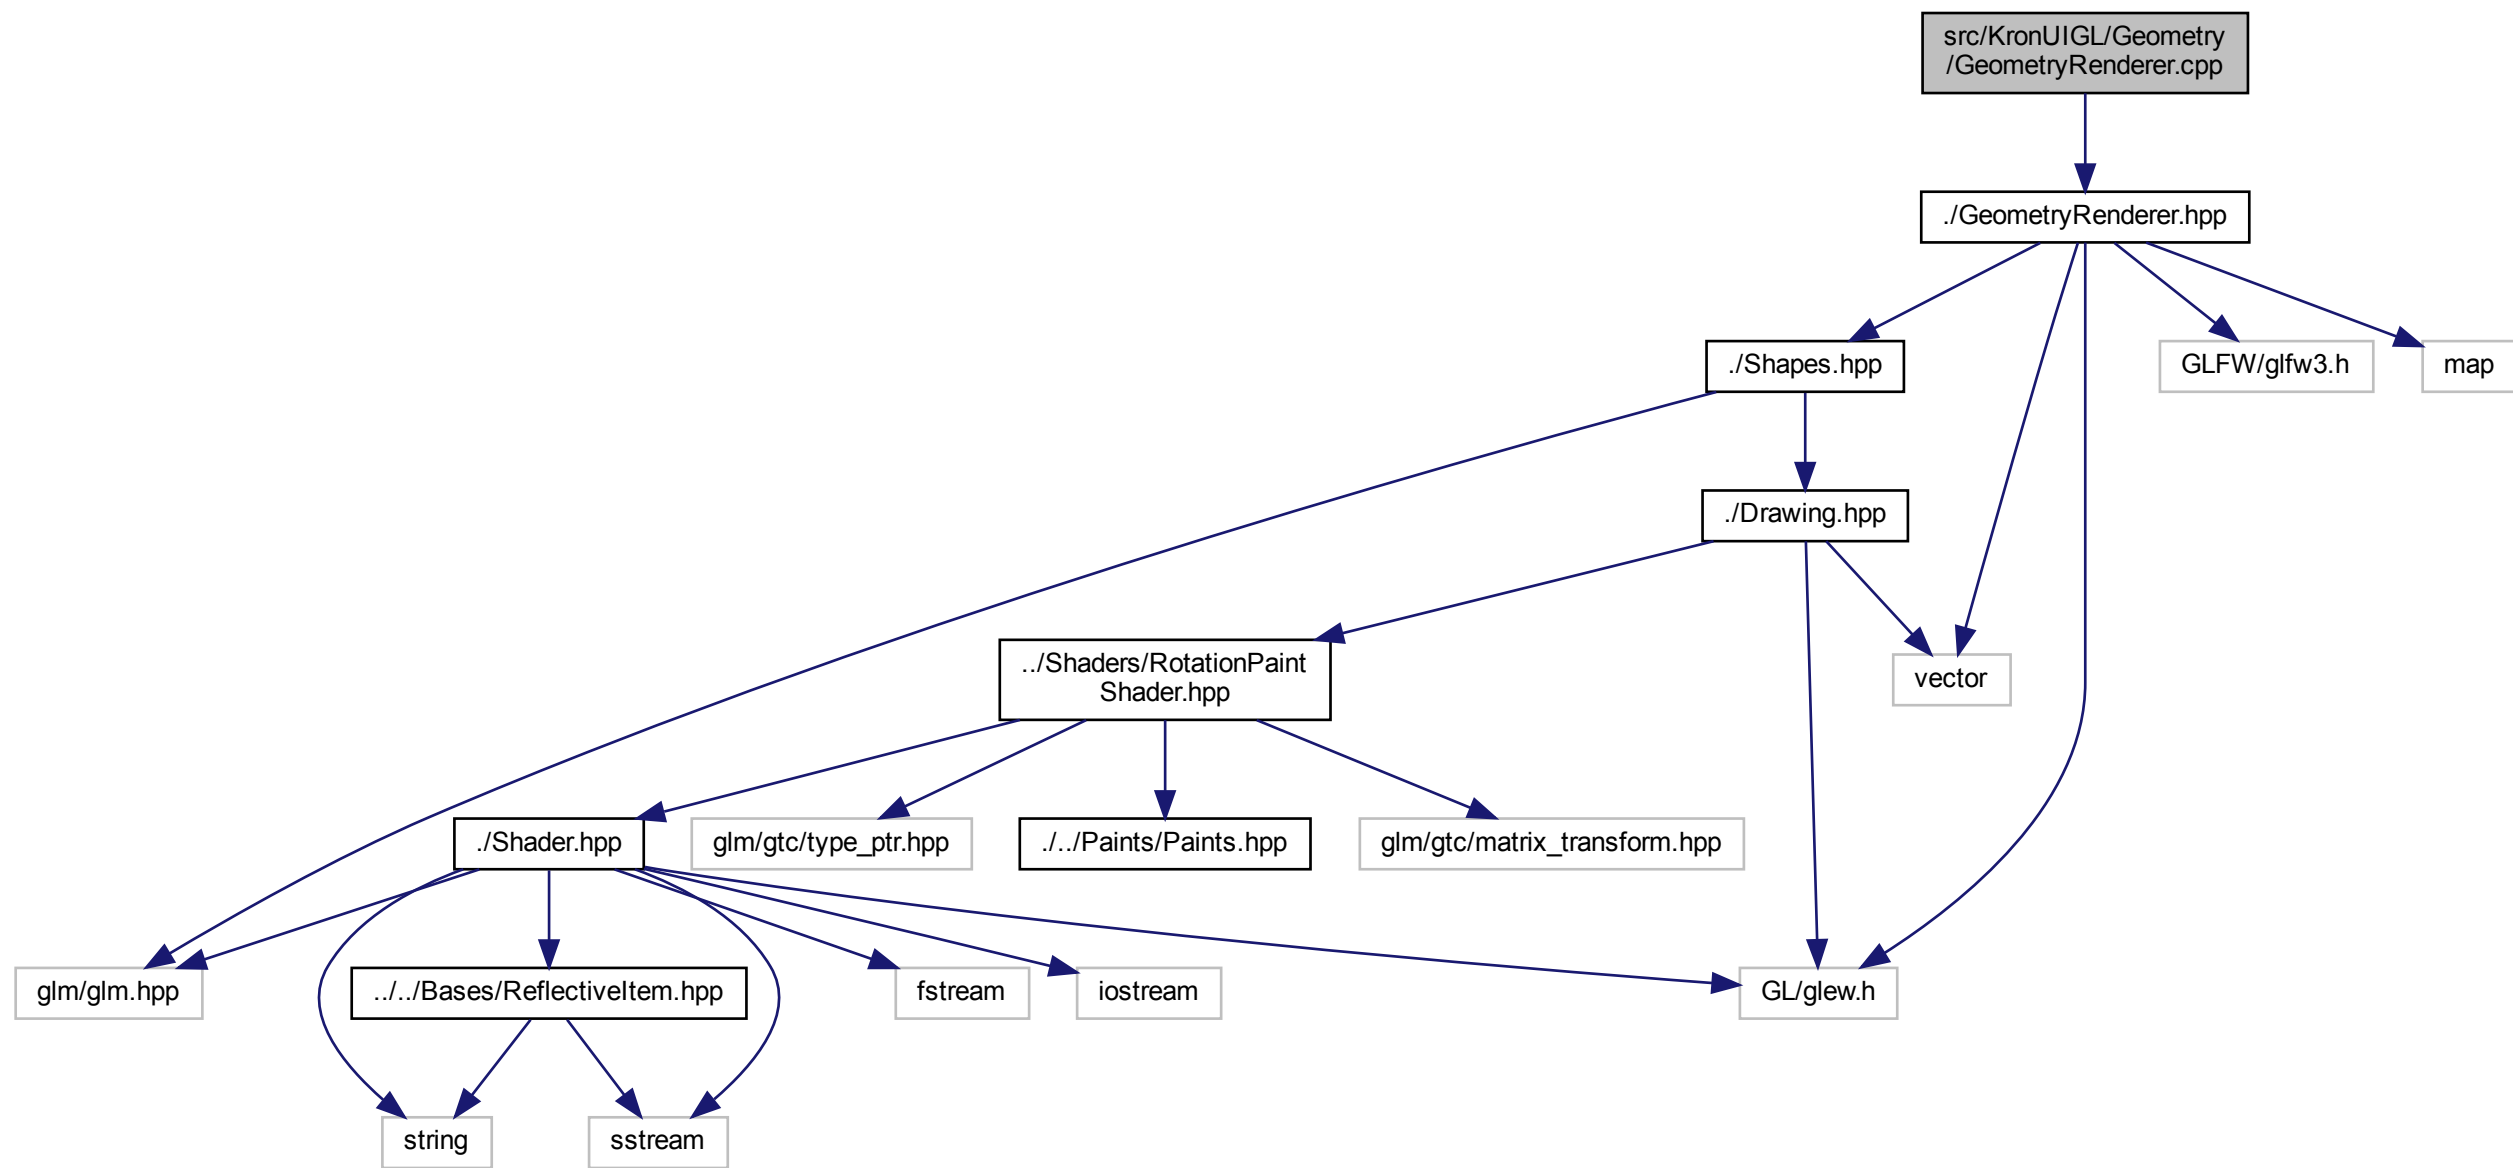 src/KronUIGL/Geometry
/GeometryRenderer.cpp
./GeometryRenderer.hpp
./Shapes.hpp
GLFW/glfw3.h
map
./Drawing.hpp
../Shaders/RotationPaint
Shader.hpp
vector
./Shader.hpp
glm/gtc/type_ptr.hpp
./../Paints/Paints.hpp
glm/gtc/matrix_transform.hpp
glm/glm.hpp
../../Bases/ReflectiveItem.hpp
fstream
iostream
GL/glew.h
string
sstream